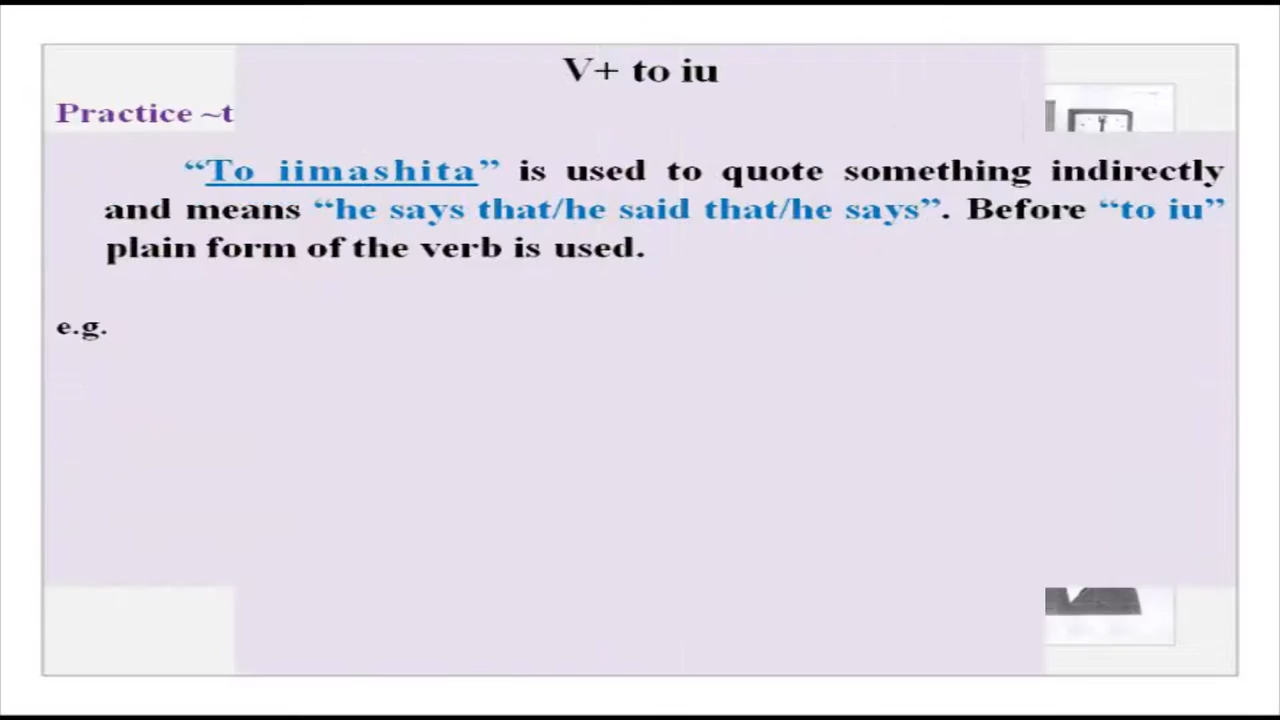 V+ to iu
Practice ~t
“To iimashita” is used to quote something indirectly
and means “he says that/he said that/he says”. Before “to iu”
plain form of the verb is used.
e.g.